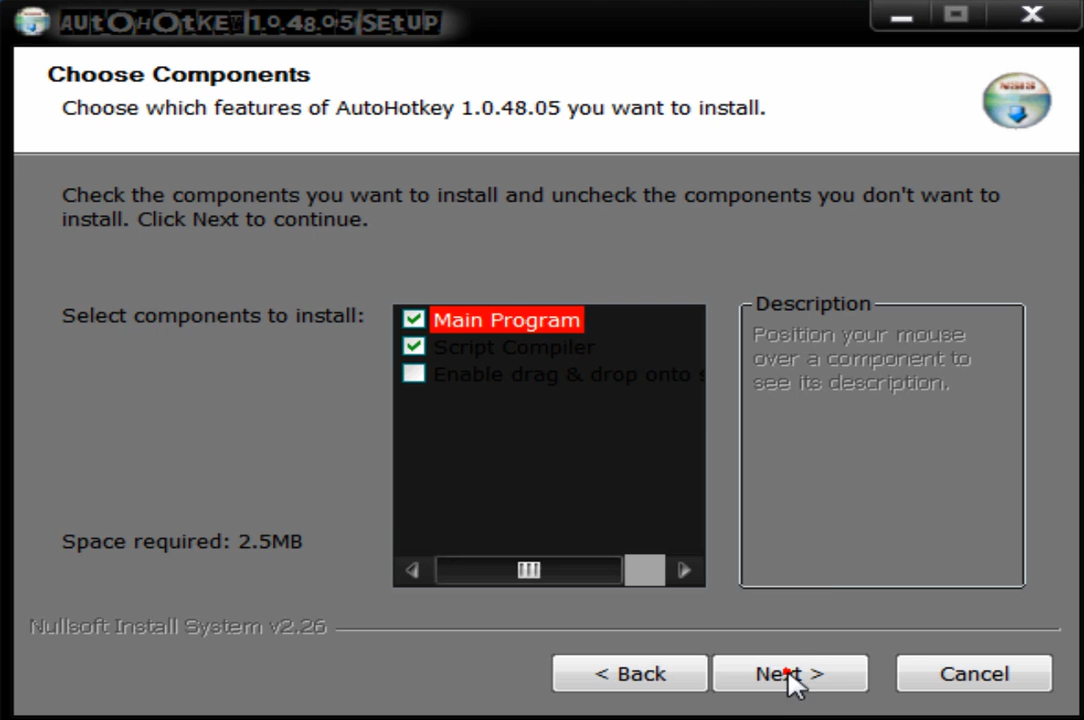 AutoHotkey 1.0.48.05 Setup
Choose Components
Choose which features of AutoHotkey 1.0.48.05 you want to install.
Check the components you want to install and uncheck the components you don't want to
install. Click Next to continue.
Select components to install:
Main Program
Script Compiler
Enable drag & drop onto
Description
Position your mouse
over a component to
see its description.
Space required: 2.5MB
Nullsoft Install System v2.26
< Back
Next >
Cancel